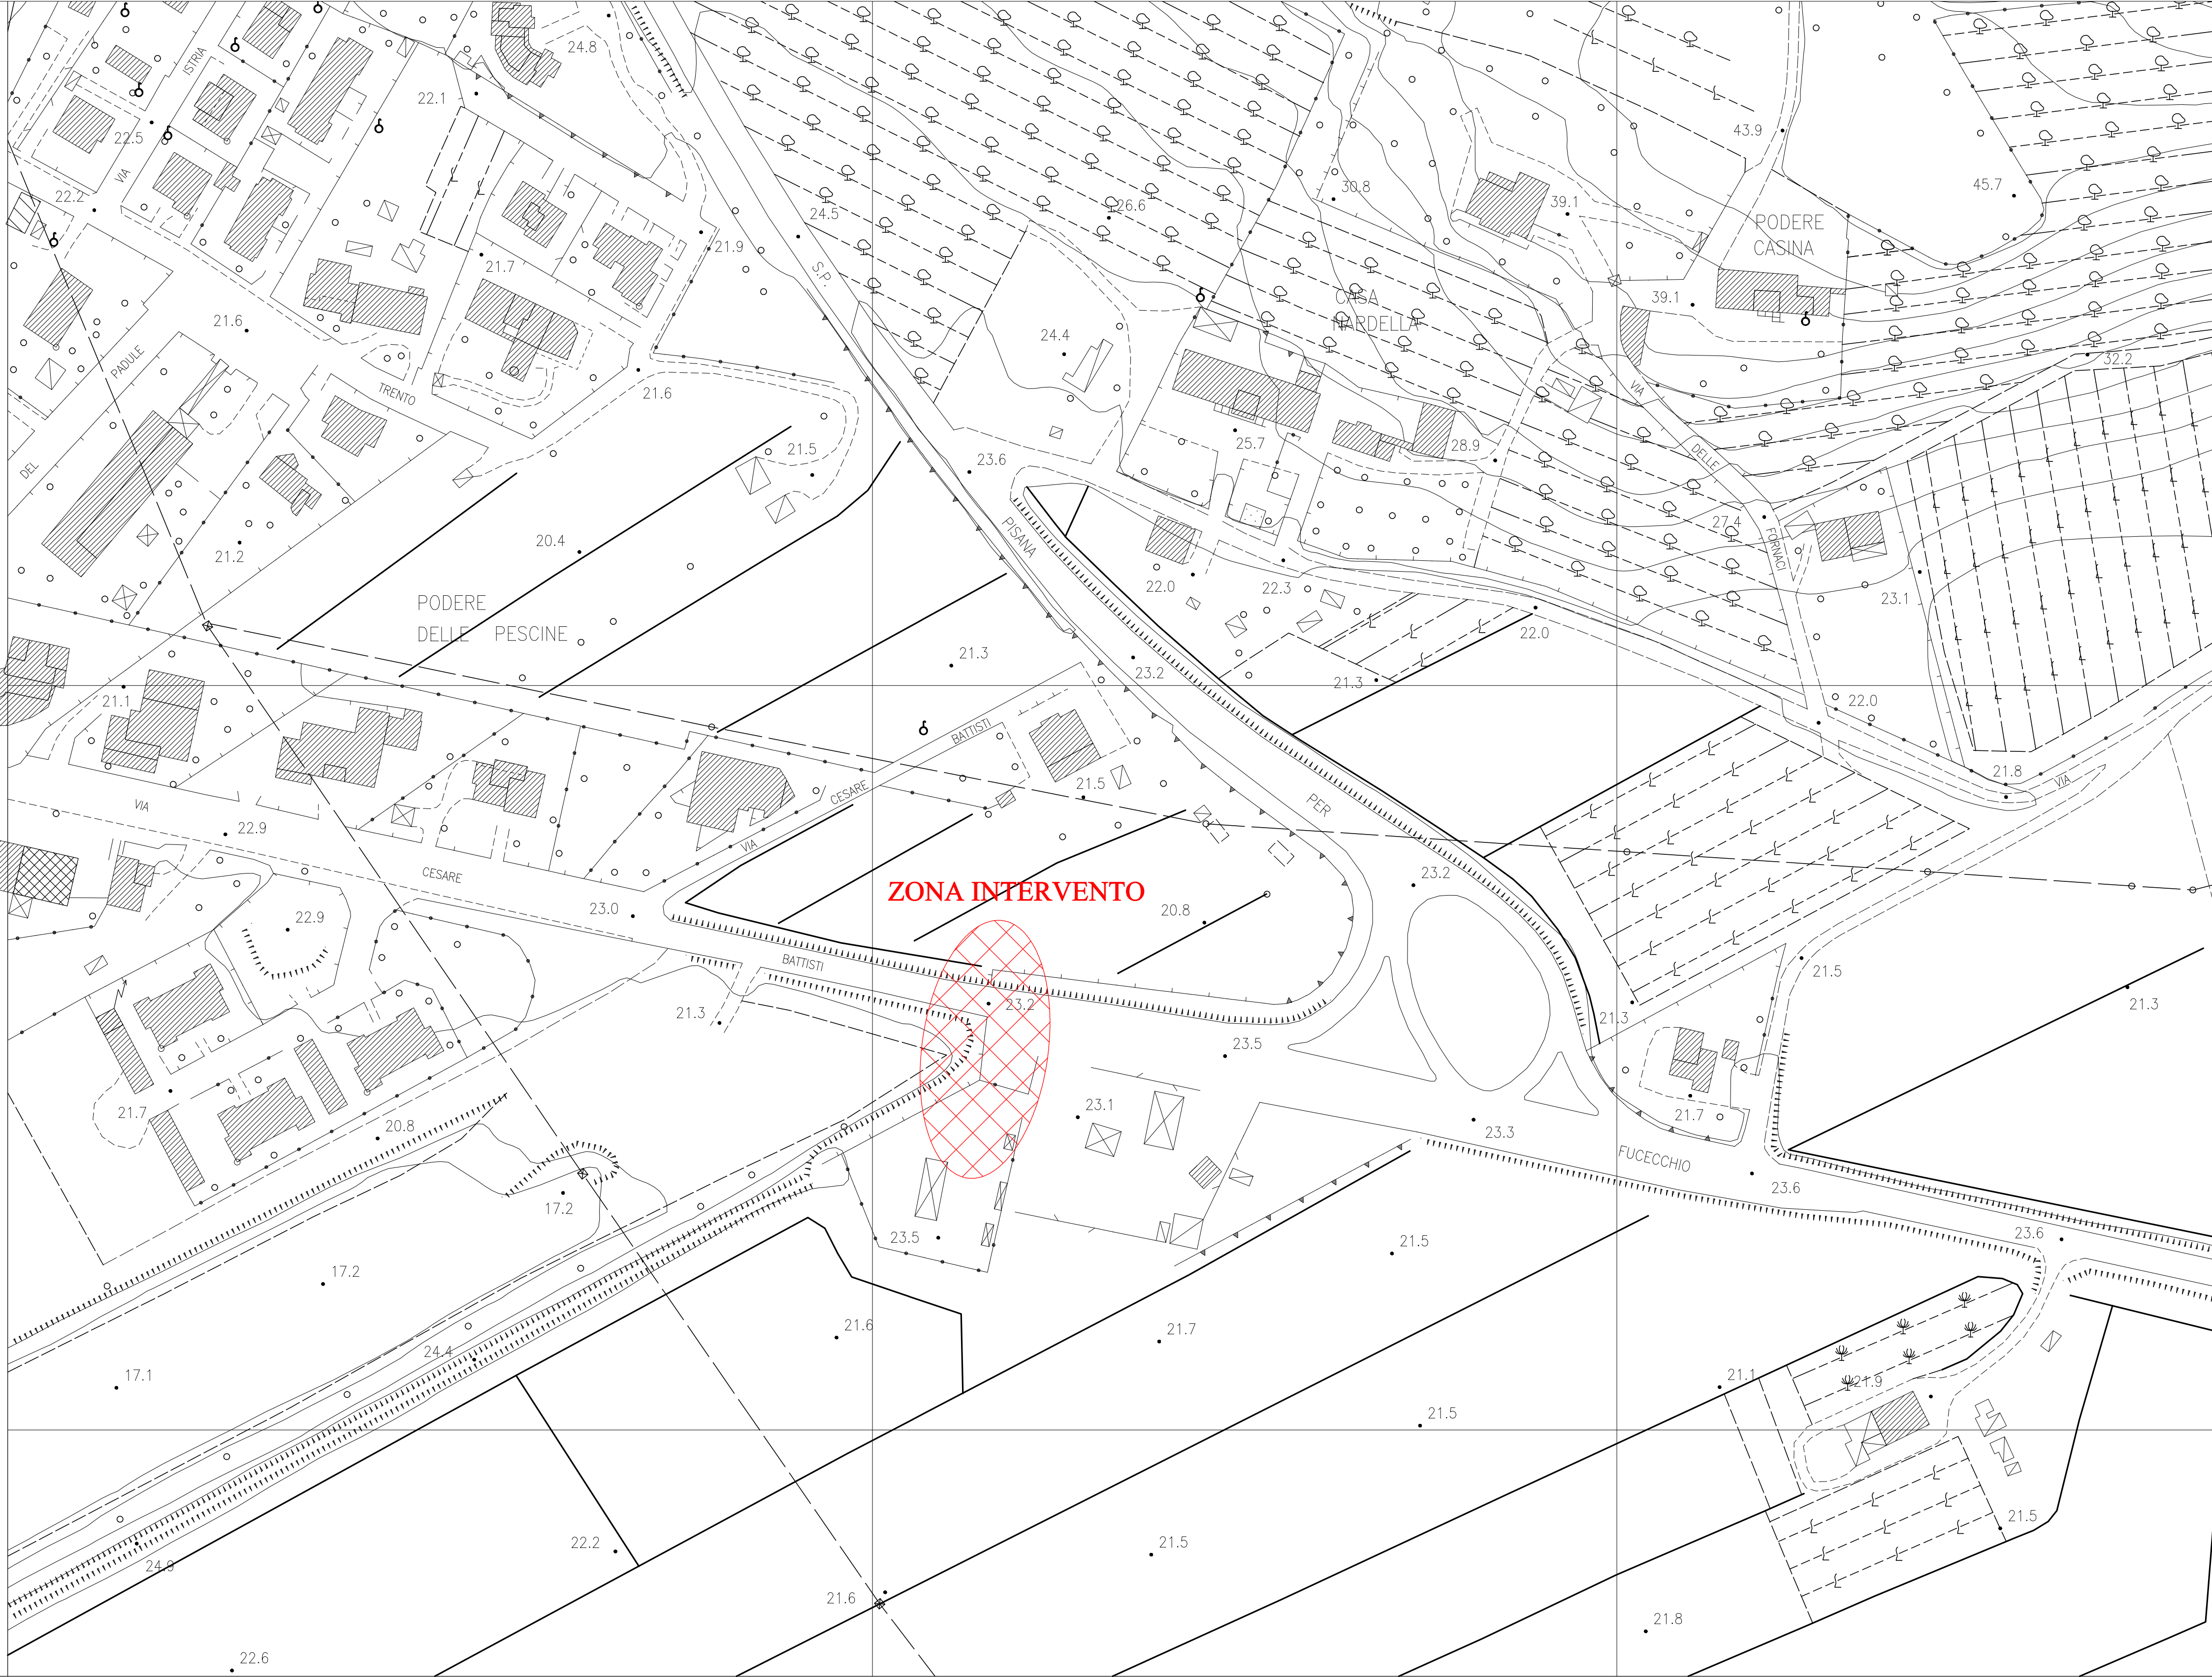 24.8
ISTRIA
22.1
22.5
VIA
43.9
22.2
30.8
39.1
45.7
26.6
24.5
PODERE
CASINA
21.9
21.7
S.P.
39.1
CASA
NARDELLA
21.6
24.4
32.2
PADULE
TRENTO
21.6
VIA
25.7
28.9
21.5
23.6
DELLE
DEL
27.4
PISANA
20.4
FORNACI
21.2
22.0
22.3
23.1
PODERE
DELLE PESCINE
22.0
21.3
23.2
21.3
21.1
22.0
BATTISTI
21.8
VIA
21.5
CESARE
VIA
PER
22.9
VIA
CESARE
23.2
ZONA INTERVENTO
23.0
20.8
22.9
BATTISTI
21.5
23.2
21.3
21.3
21.3
23.5
21.7
20.8
23.1
21.7
23.3
FUCECCHIO
23.6
17.2
23.5
21.5
23.6
17.2
21.6
21.7
24.4
17.1
21.1
21.9
21.5
21.5
22.2
21.5
24.9
21.6
21.8
22.6